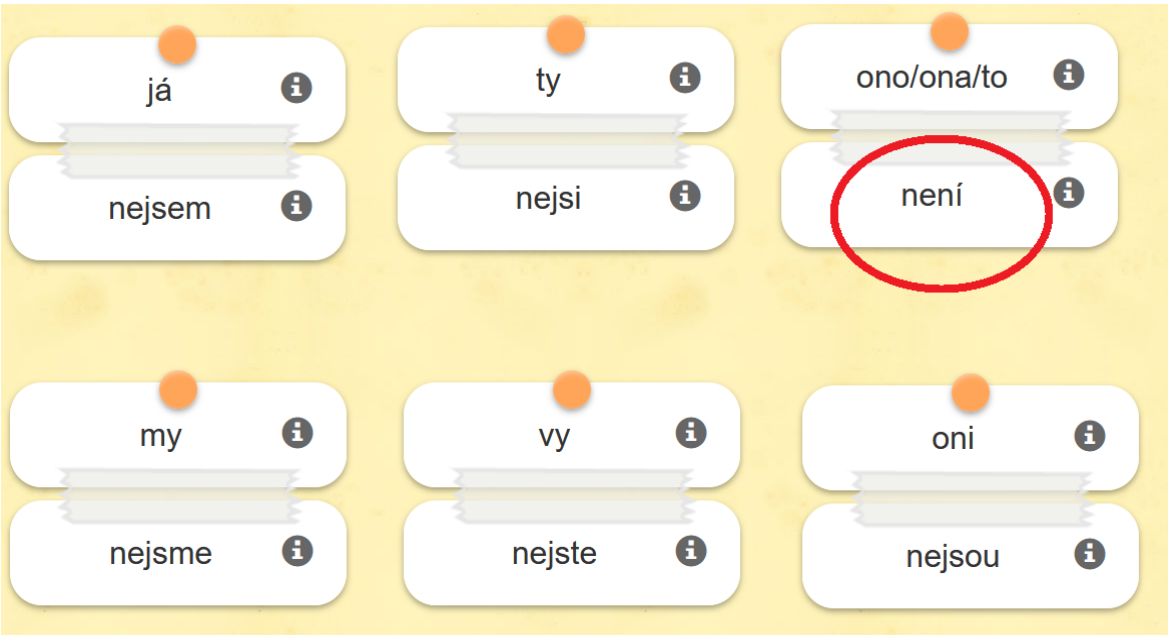 já
nejsem
ty
nejsi
ono/ona/to
není
my
nejsme
vy
nejste
oni
nejsou